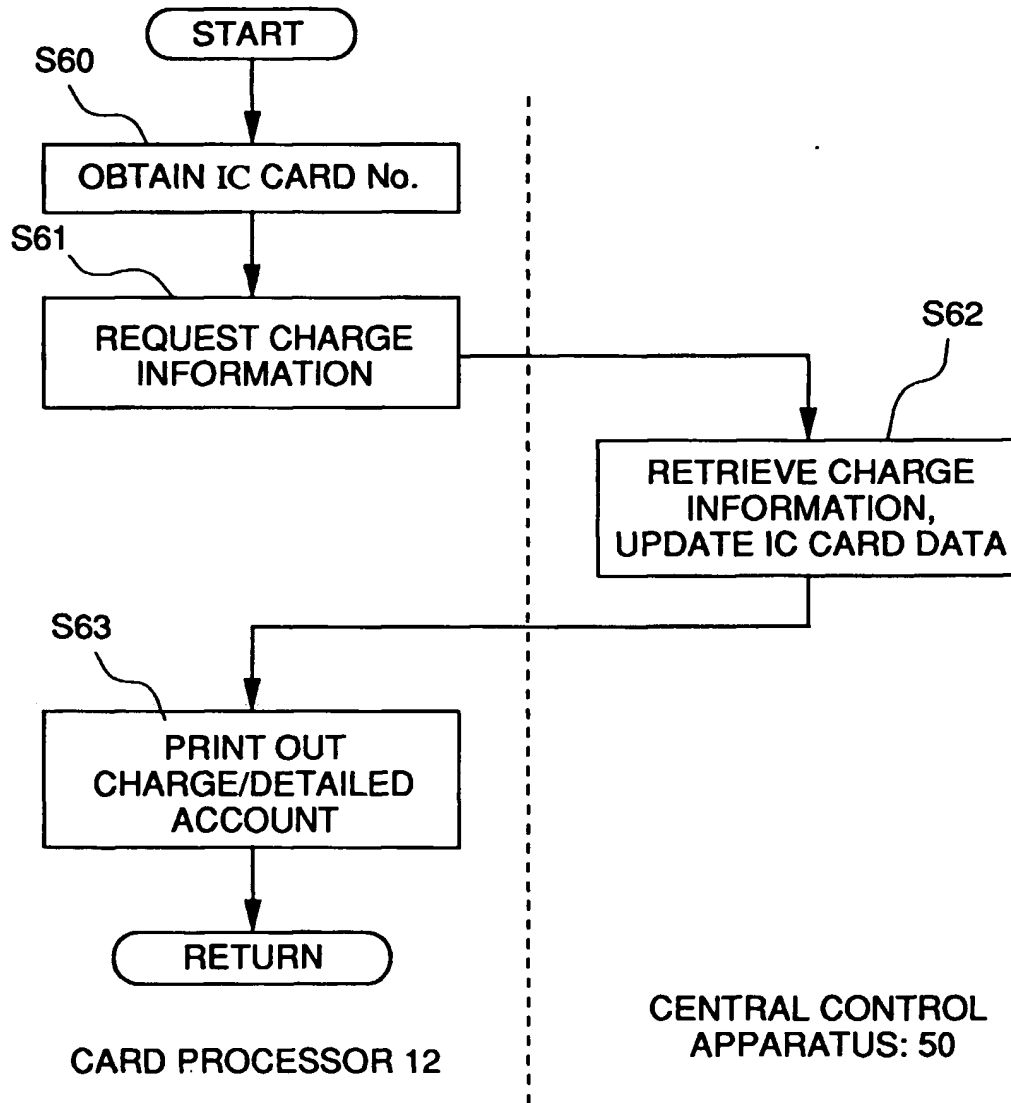 START
S60
OBTAIN IC CARD No.
S61
REQUEST CHARGE
INFORMATION
S62
RETRIEVE CHARGE
INFORMATION,
UPDATE IC CARD DATA
S63
PRINT OUT
CHARGE/DETAILED
ACCOUNT
RETURN
CARD PROCESSOR 12
CENTRAL CONTROL
APPARATUS: 50